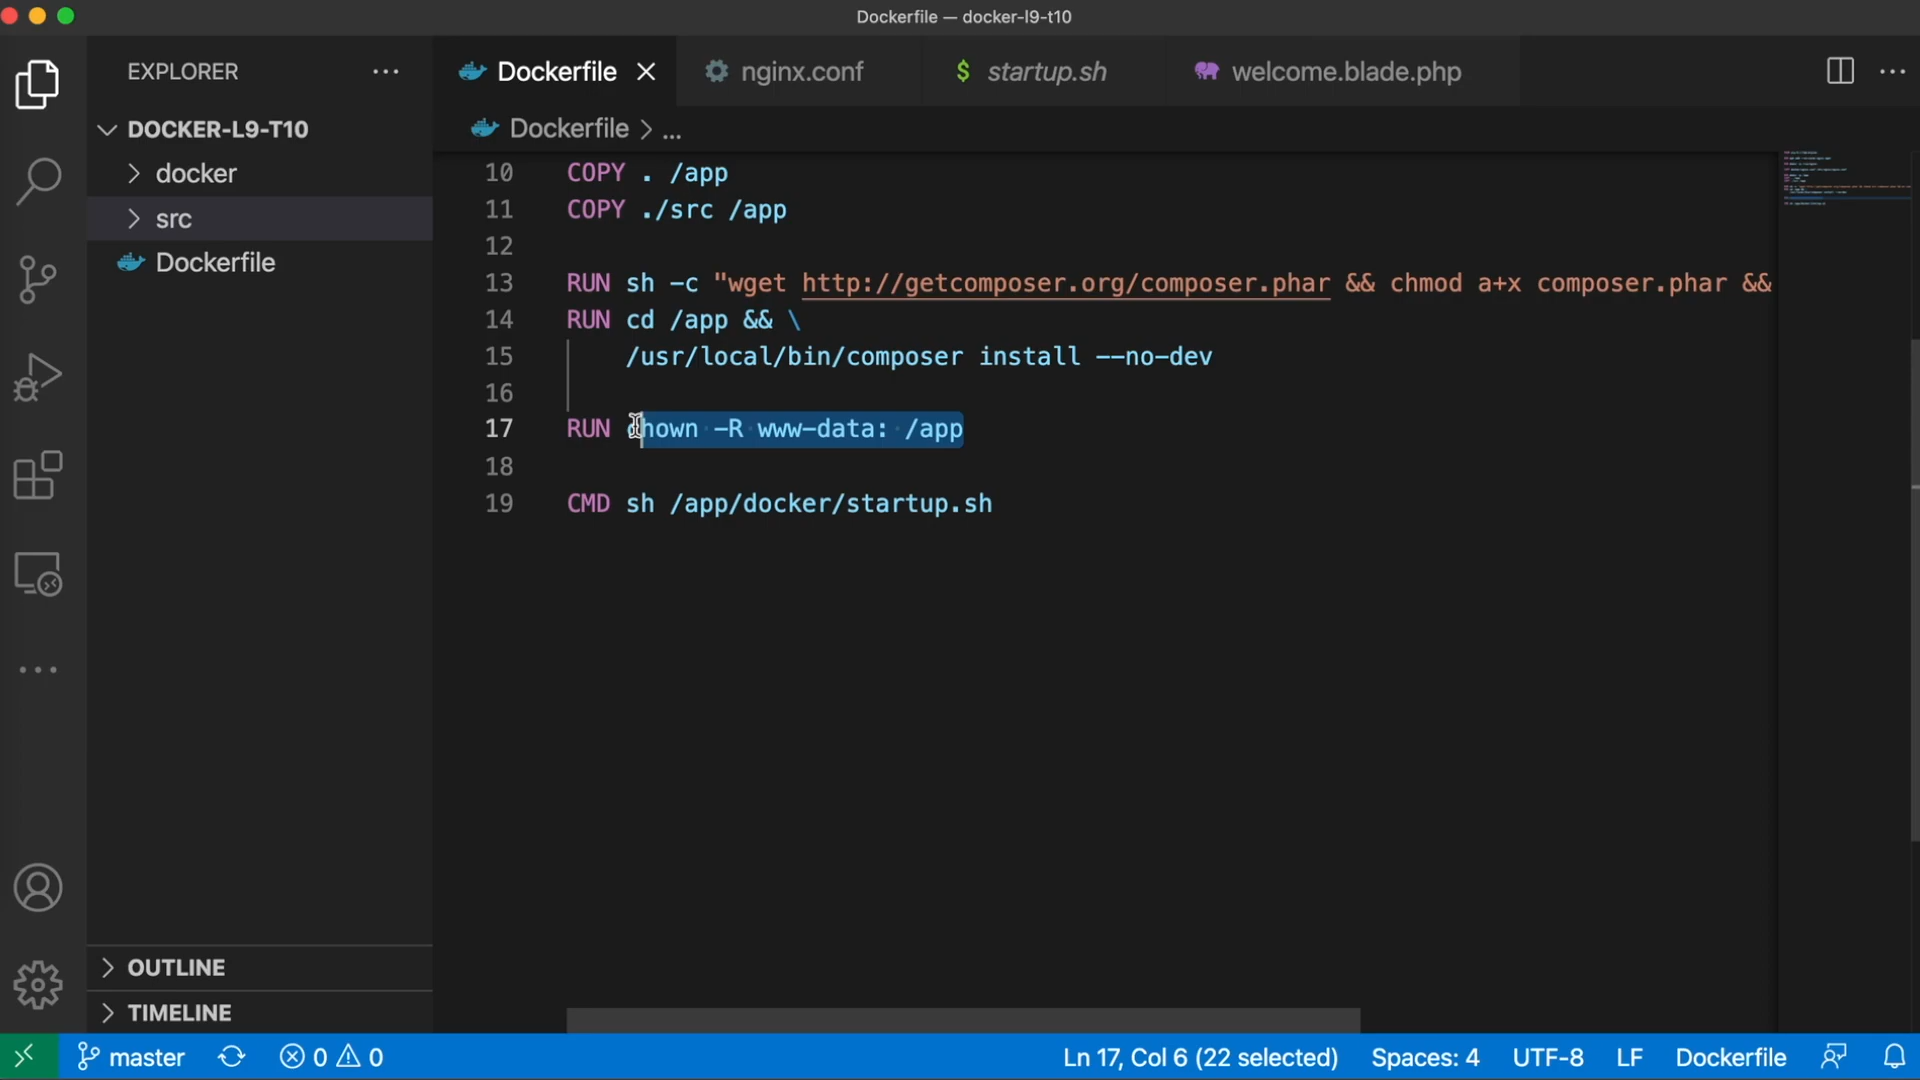 Dockerfile — docker-l9-t10
EXPLORER
Dockerfile
nginx.conf
$ startup.sh
welcome.blade.php
DOCKER-L9-T10
Dockerfile > ...
docker
src
Dockerfile
10 COPY . /app
11 COPY ./src /app
12
13 RUN sh -c "wget http://getcomposer.org/composer.phar && chmod a+x composer.phar &&
14 RUN cd /app && \
15 /usr/local/bin/composer install --no-dev
16
17 RUN chown -R www-data: /app
18
19 CMD sh /app/docker/startup.sh
OUTLINE
TIMELINE
master 0 0 Ln 17, Col 6 (22 selected) Spaces: 4 UTF-8 LF Dockerfile